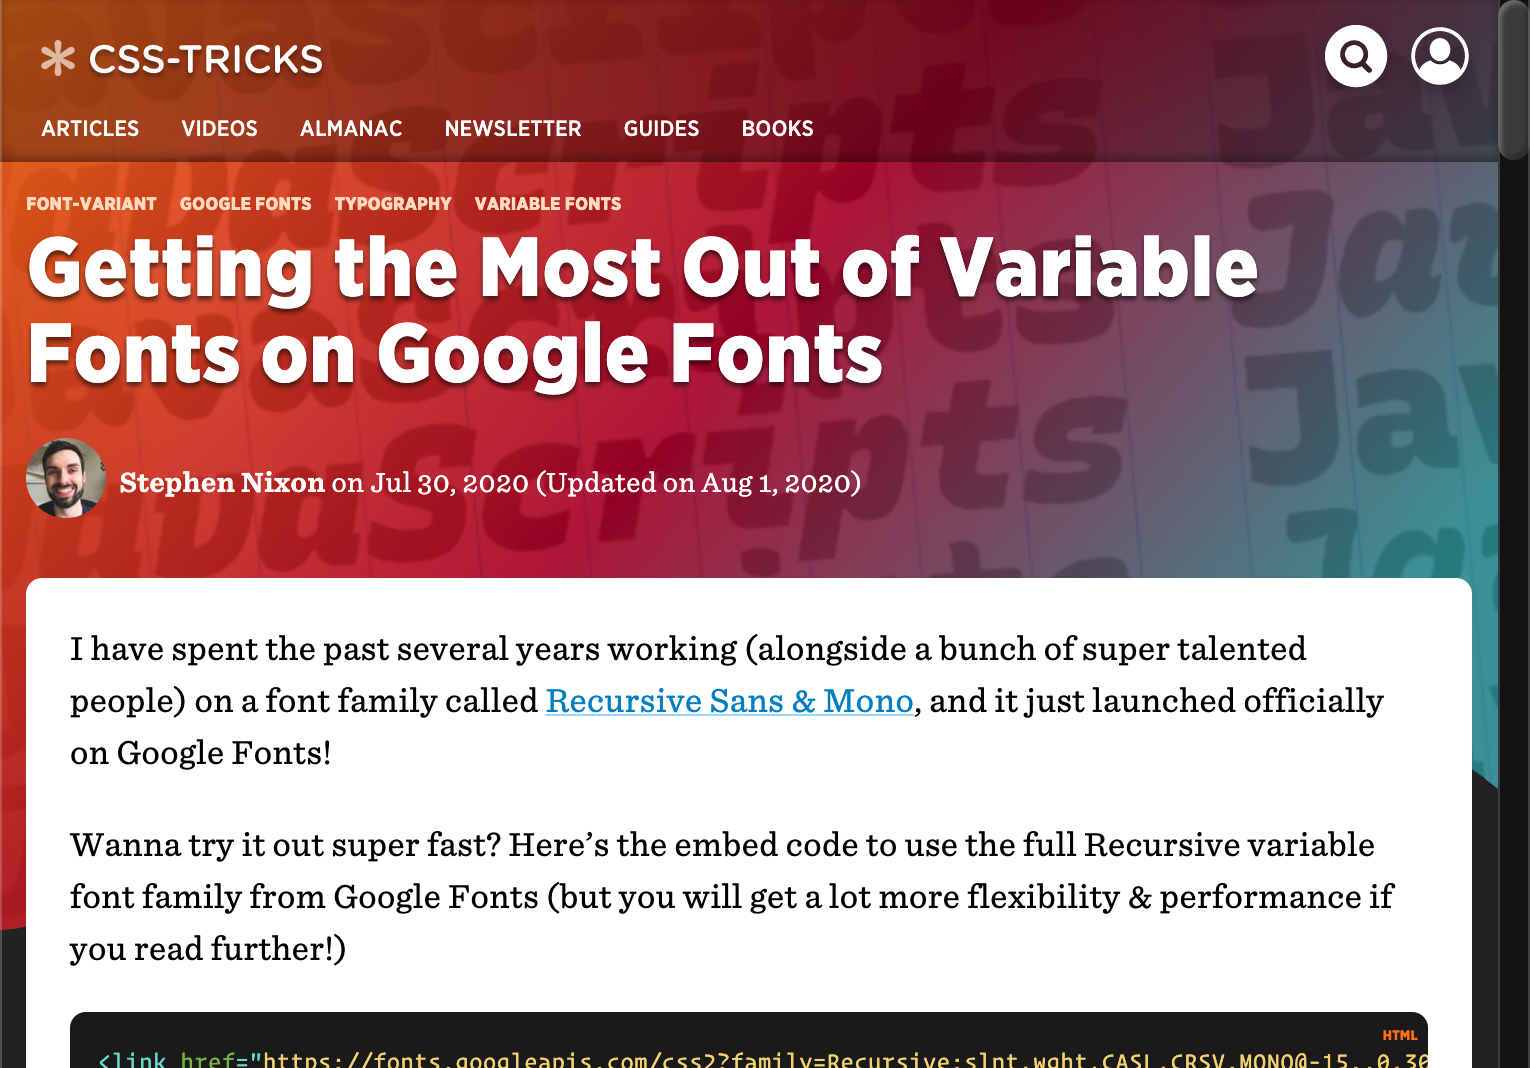 CSS-TRICKS
ARTICLES VIDEOS ALMANAC NEWSLETTER GUIDES BOOKS
FONT-VARIANT GOOGLE FONTS TYPOGRAPHY VARIABLE FONTS
Getting the Most Out of Variable
Fonts on Google Fonts
Stephen Nixon on Jul 30, 2020 (Updated on Aug 1, 2020)
I have spent the past several years working (alongside a bunch of super talented
people) on a font family called Recursive Sans & Mono, and it just launched officially
on Google Fonts!
Wanna try it out super fast? Here’s the embed code to use the full Recursive variable
font family from Google Fonts (but you will get a lot more flexibility & performance if
you read further!)
HTML
<link href="https://fonts.googleapis.com/css2?family=Recursive:slnt,wght,CASL,CRSV,MONO@-15..0,30